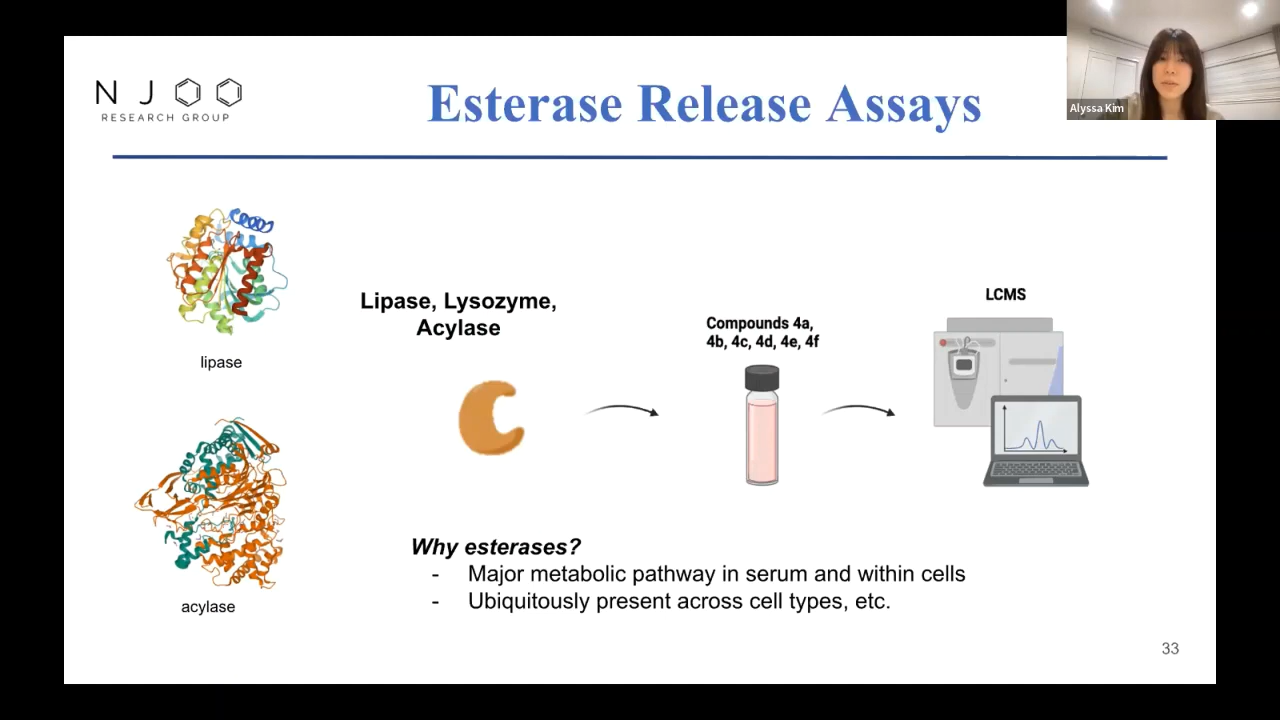 N J
RESEARCH GROUP
Esterase Release Assays
Alyssa Kim
lipase
acylase
Lipase, Lysozyme,
Acylase
Compounds 4a,
4b, 4c, 4d, 4e, 4f
LCMS
Why esterases?
- Major metabolic pathway in serum and within cells
- Ubiquitously present across cell types, etc.
33